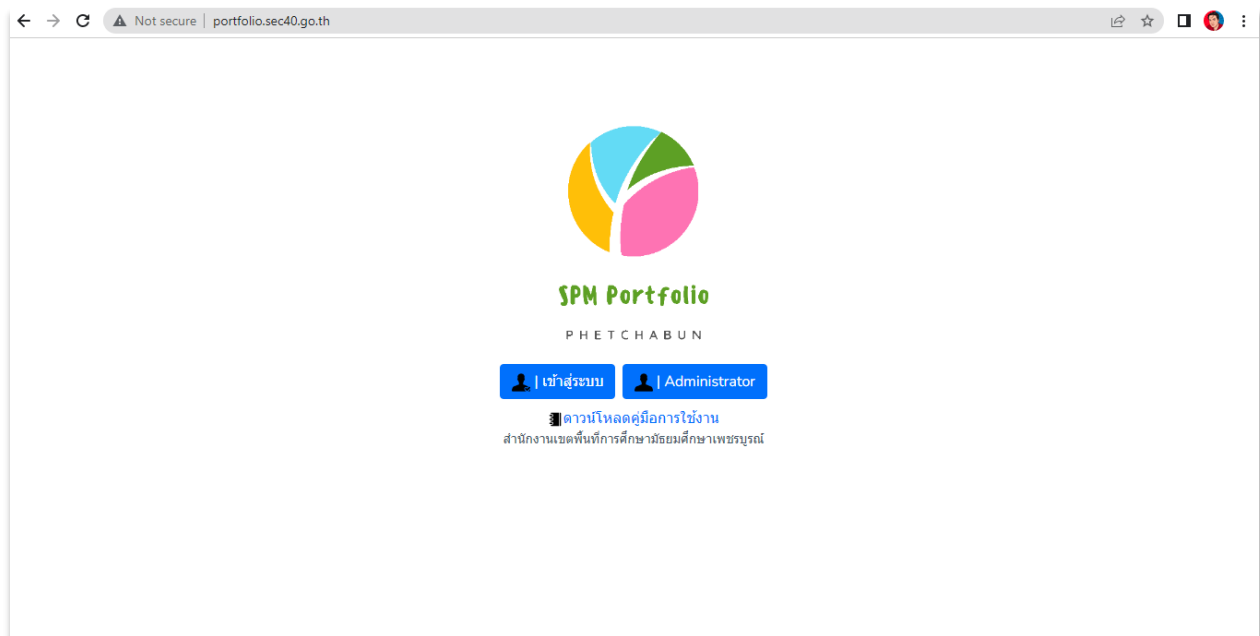 Not secure | portfolio.sec40.go.th
SPM Portfolio
PHETCHABUN
| เข้าสู่ระบบ | Administrator
ดาวน์โหลดคู่มือการใช้งาน
สำนักงานเขตพื้นที่การศึกษามัธยมศึกษาเพชรบูรณ์